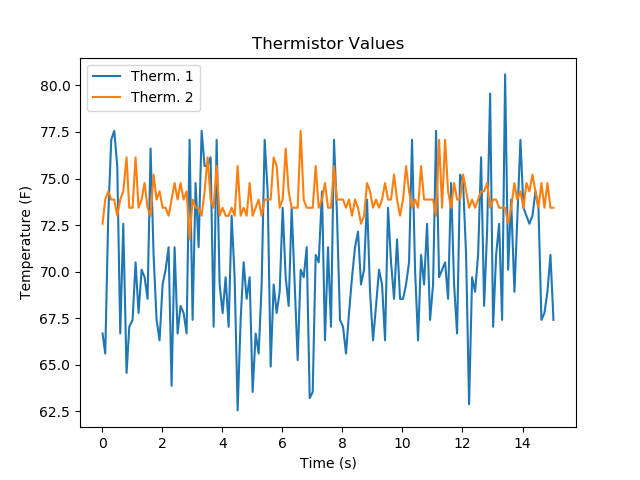 Thermistor Values
Therm. 1
Therm. 2
80.0
77.5
75.0
72.5
70.0
67.5
65.0
62.5
Temperature (F)
0 2 4 6 8 10 12 14
Time (s)